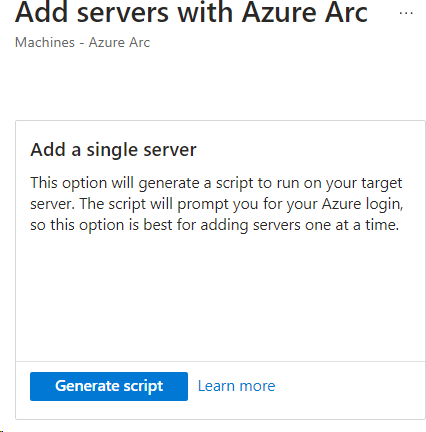 Add servers with Azure Arc ...
Machines - Azure Arc
Add a single server
This option will generate a script to run on your target
server. The script will prompt you for your Azure login,
so this option is best for adding servers one at a time.
Generate script Learn more